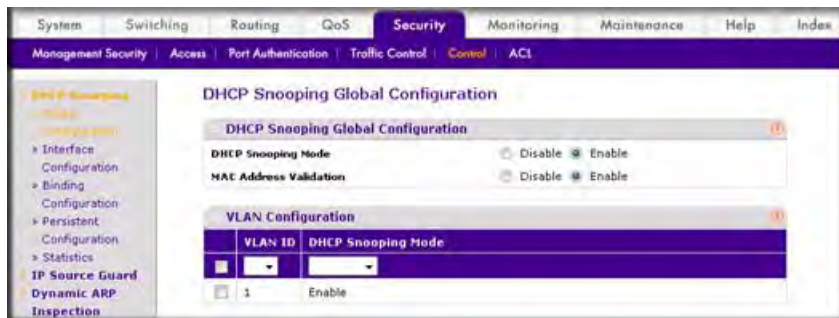 System Switching Routing QoS Security Monitoring Maintenance Help Index
Management Security Access Port Authentication Traffic Control Control ACL
DHCP Snooping
Configuration
Interface
Configuration
Binding
Configuration
Persistent
Configuration
Statistics
IP Source Guard
Dynamic ARP
Inspection
DHCP Snooping Global Configuration
DHCP Snooping Global Configuration
DHCP Snooping Mode Disable Enable
MAC Address Validation Disable Enable
VLAN Configuration
VLAN ID DHCP Snooping Mode
1 Enable